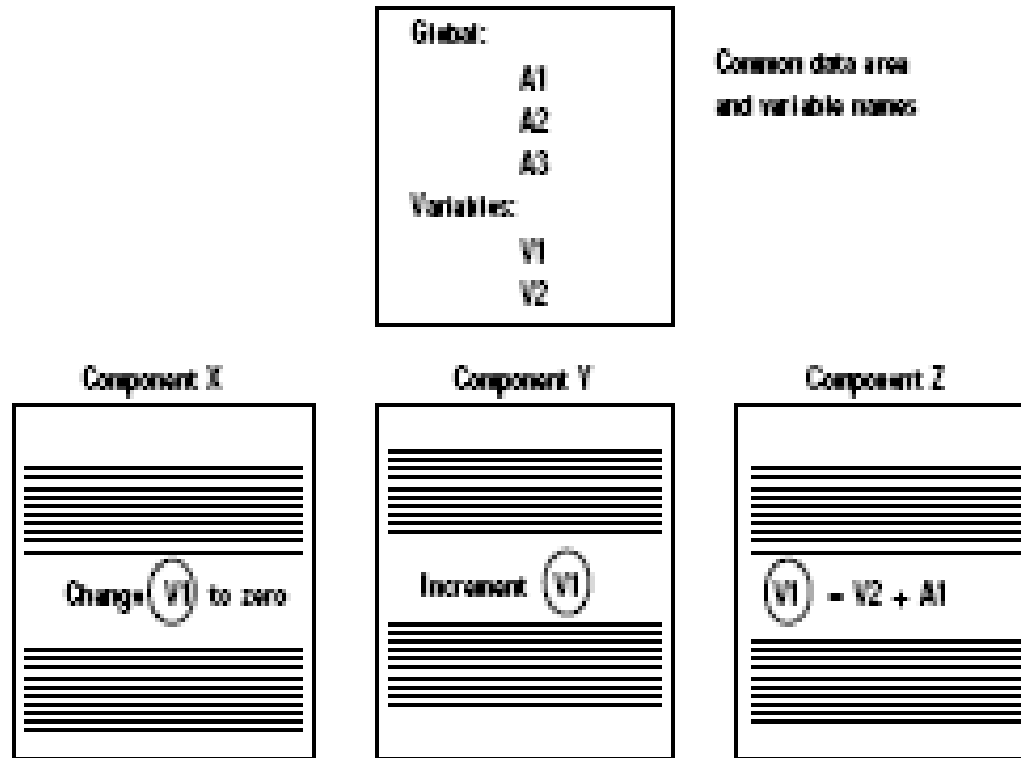 Global:
A1
A2
A3
Variables:
V1
V2
Common data area
and variable names
Component X
Component Y
Component Z
Change V1 to zero
Increment V1
V1 = V2 + A1